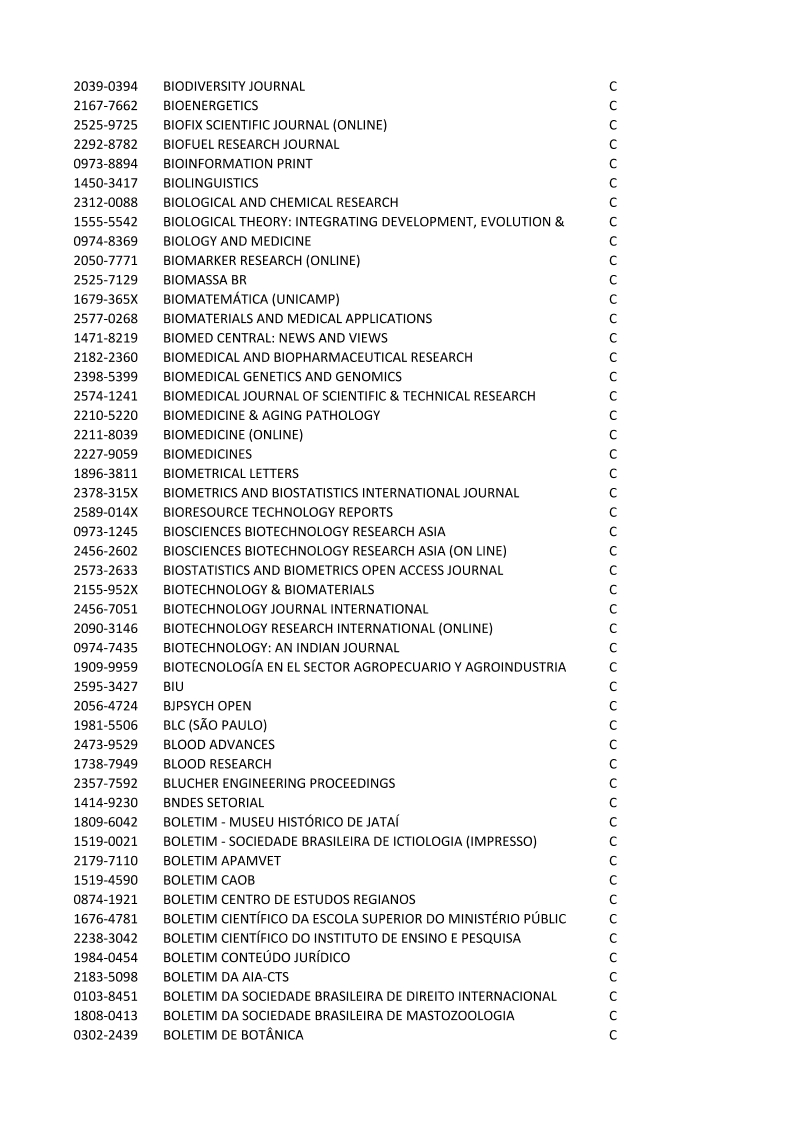 2039-0394 BIODIVERSITY JOURNAL C
2167-7662 BIOENERGETICS C
2525-9725 BIOFIX SCIENTIFIC JOURNAL (ONLINE) C
2292-8782 BIOFUEL RESEARCH JOURNAL C
0973-8894 BIOINFORMATION PRINT C
1450-3417 BIOLINGUISTICS C
2312-0088 BIOLOGICAL AND CHEMICAL RESEARCH C
1555-5542 BIOLOGICAL THEORY: INTEGRATING DEVELOPMENT, EVOLUTION & C
0974-8369 BIOLOGY AND MEDICINE C
2050-7771 BIOMARKER RESEARCH (ONLINE) C
2525-7129 BIOMASSA BR C
1679-365X BIOMATEMÁTICA (UNICAMP) C
2577-0268 BIOMATERIALS AND MEDICAL APPLICATIONS C
1471-8219 BIOMED CENTRAL: NEWS AND VIEWS C
2182-2360 BIOMEDICAL AND BIOPHARMACEUTICAL RESEARCH C
2398-5399 BIOMEDICAL GENETICS AND GENOMICS C
2574-1241 BIOMEDICAL JOURNAL OF SCIENTIFIC & TECHNICAL RESEARCH C
2210-5220 BIOMEDICINE & AGING PATHOLOGY C
2211-8039 BIOMEDICINE (ONLINE) C
2227-9059 BIOMEDICINES C
1896-3811 BIOMETRICAL LETTERS C
2378-315X BIOMETRICS AND BIOSTATISTICS INTERNATIONAL JOURNAL C
2589-014X BIORESOURCE TECHNOLOGY REPORTS C
0973-1245 BIOSCIENCES BIOTECHNOLOGY RESEARCH ASIA C
2456-2602 BIOSCIENCES BIOTECHNOLOGY RESEARCH ASIA (ON LINE) C
2573-2633 BIOSTATISTICS AND BIOMETRICS OPEN ACCESS JOURNAL C
2155-952X BIOTECHNOLOGY & BIOMATERIALS C
2456-7051 BIOTECHNOLOGY JOURNAL INTERNATIONAL C
2090-3146 BIOTECHNOLOGY RESEARCH INTERNATIONAL (ONLINE) C
0974-7435 BIOTECHNOLOGY: AN INDIAN JOURNAL C
1909-9959 BIOTECNOLOGÍA EN EL SECTOR AGROPECUARIO Y AGROINDUSTRIA C
2595-3427 BIU C
2056-4724 BJPSYCH OPEN C
1981-5506 BLC (SÃO PAULO) C
2473-9529 BLOOD ADVANCES C
1738-7949 BLOOD RESEARCH C
2357-7592 BLUCHER ENGINEERING PROCEEDINGS C
1414-9230 BNDES SETORIAL C
1809-6042 BOLETIM - MUSEU HISTÓRICO DE JATAÍ C
1519-0021 BOLETIM - SOCIEDADE BRASILEIRA DE ICTIOLOGIA (IMPRESSO) C
2179-7110 BOLETIM APAMVET C
1519-4590 BOLETIM CAOB C
0874-1921 BOLETIM CENTRO DE ESTUDOS REGIANOS C
1676-4781 BOLETIM CIENTÍFICO DA ESCOLA SUPERIOR DO MINISTÉRIO PÚBLIC C
2238-3042 BOLETIM CIENTÍFICO DO INSTITUTO DE ENSINO E PESQUISA C
1984-0454 BOLETIM CONTEÚDO JURÍDICO C
2183-5098 BOLETIM DA AIA-CTS C
0103-8451 BOLETIM DA SOCIEDADE BRASILEIRA DE DIREITO INTERNACIONAL C
1808-0413 BOLETIM DA SOCIEDADE BRASILEIRA DE MASTOZOOLOGIA C
0302-2439 BOLETIM DE BOTÂNICA C